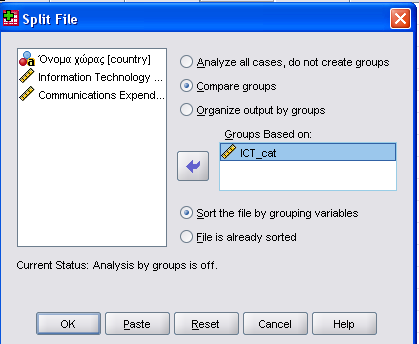 Split File
Όνομα χώρας [country]
Information Technology ...
Communications Expend...
Analyze all cases, do not create groups
Compare groups
Organize output by groups
Groups Based on:
ICT_cat
Sort the file by grouping variables
File is already sorted
Current Status: Analysis by groups is off.
OK
Paste
Reset
Cancel
Help